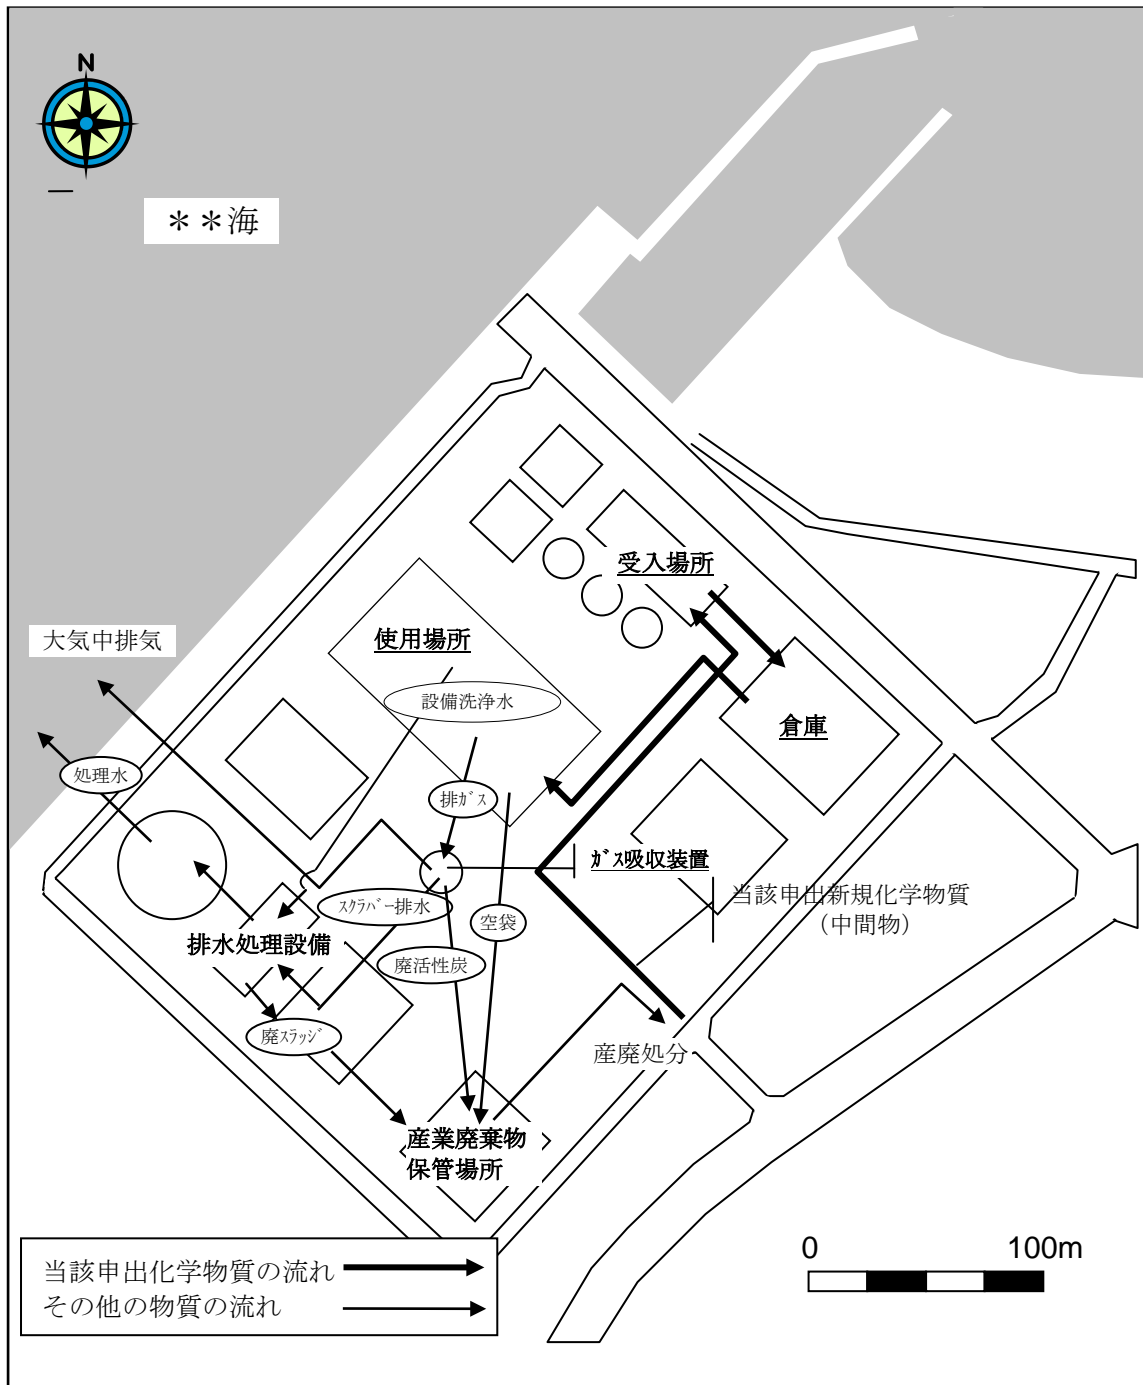 N
＊＊海
受入場所
大気中排気
使用場所
設備洗浄水
倉庫
処理水
排ｶﾞｽ
ｶﾞｽ吸収装置
当該申出新規化学物質
（中間物）
ｽｸﾗﾊﾞｰ排水
空袋
排水処理設備
廃活性炭
廃ｽﾗｯｼﾞ
産廃処分
産業廃棄物
保管場所
0 100m
当該申出化学物質の流れ
その他の物質の流れ